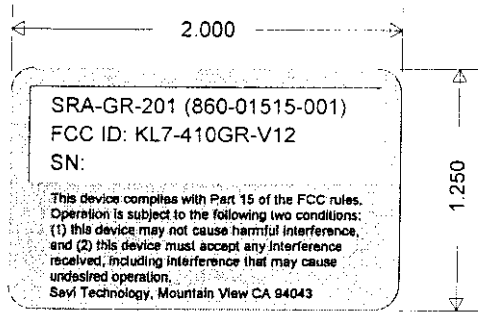 2.000
SRA-GR-201 (860-01515-001)
FCC ID: KL7-410GR-V12
SN:
1.250
This device complies with Part 15 of the FCC rules.
Operation is subject to the following two conditions:
(1) this device may not cause harmful interference,
and (2) this device must accept any interference
received, including interference that may cause
undesired operation.
Savi Technology, Mountain View CA 94043